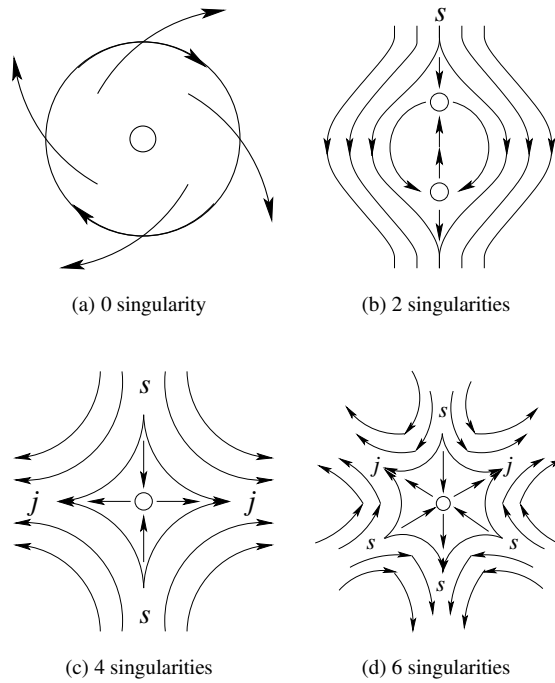 s
(a) 0 singularity
(b) 2 singularities
s
j
j
s
(c) 4 singularities
s
j
j
s
s
s
(d) 6 singularities